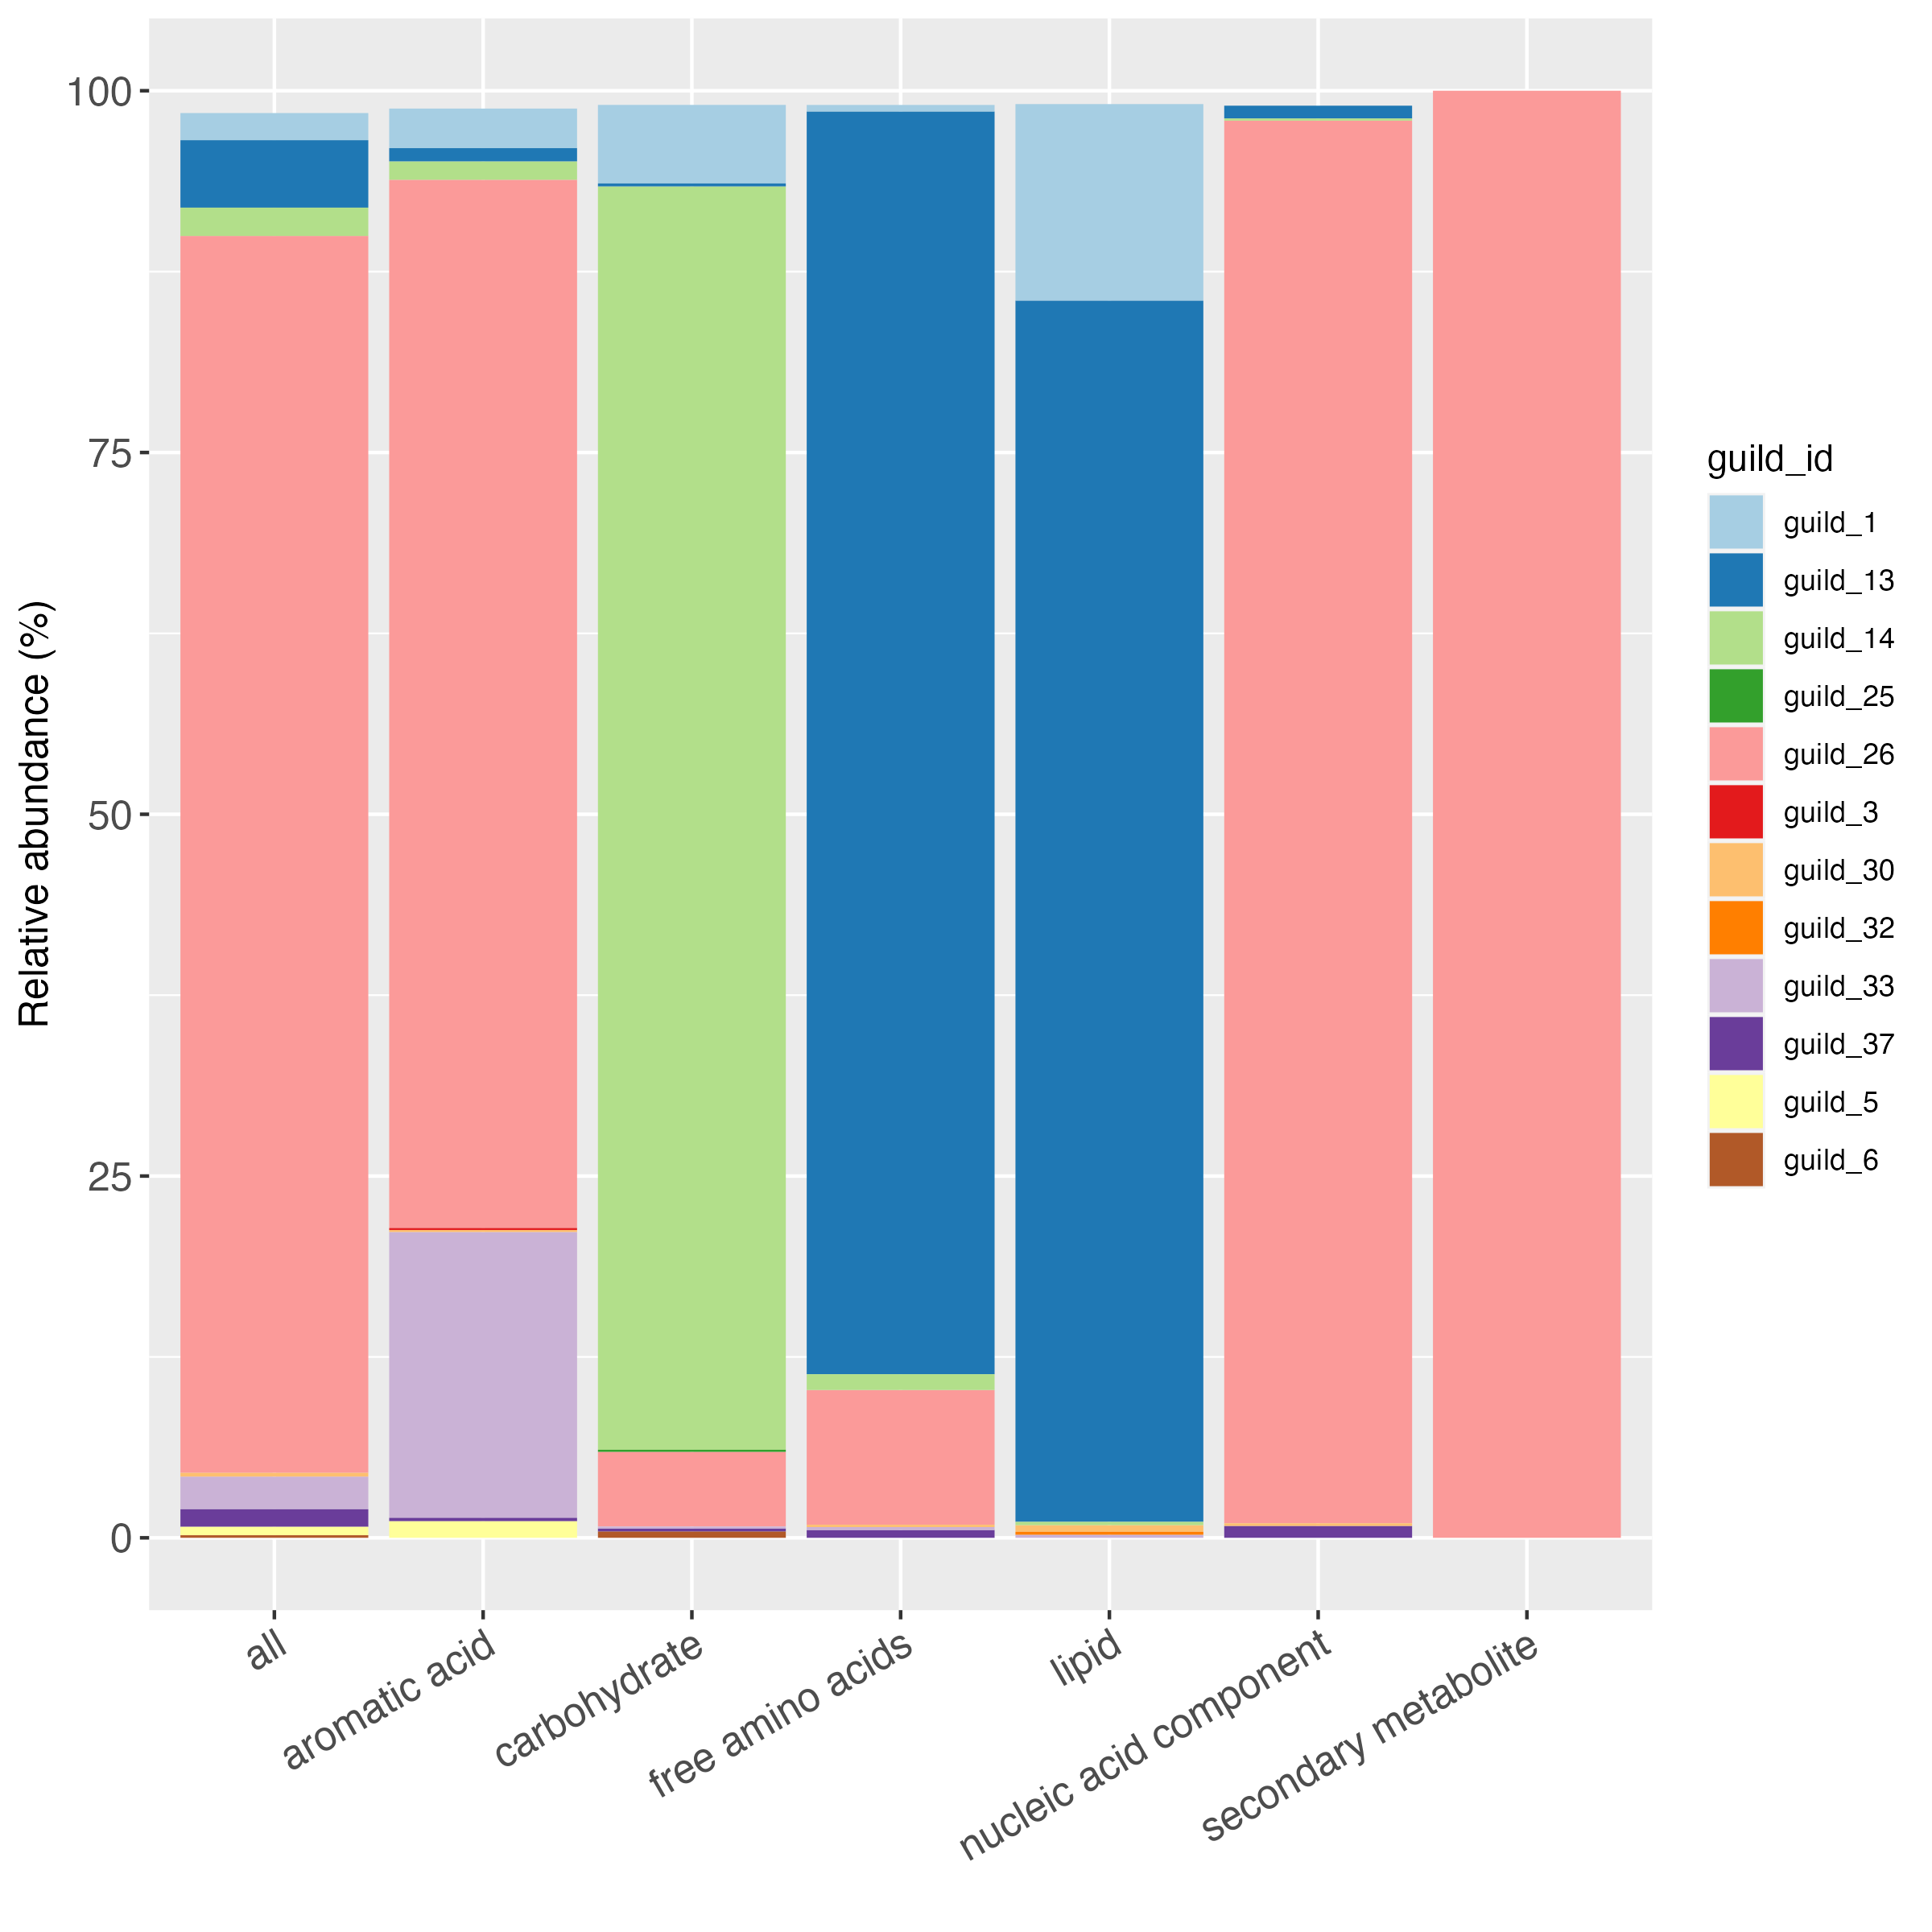 100
75
50
25
0
Relative abundance (%)
all
aromatic acid
carbohydrate
free amino acids
lipid
nucleic acid component
secondary metabolite
guild_id
guild_1
guild_13
guild_14
guild_25
guild_26
guild_3
guild_30
guild_32
guild_33
guild_37
guild_5
guild_6